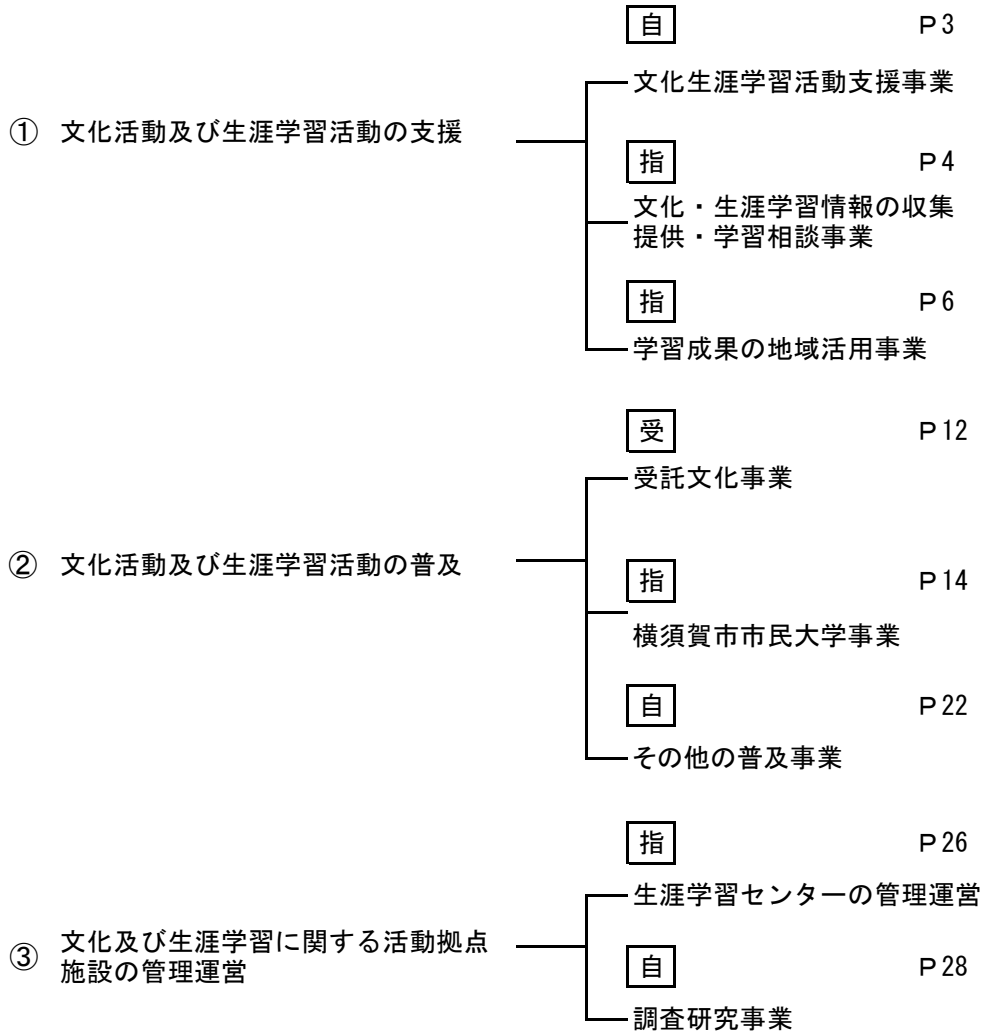 自 P3
文化生涯学習活動支援事業
① 文化活動及び生涯学習活動の支援
指 P4
文化・生涯学習情報の収集
提供・学習相談事業
指 P6
学習成果の地域活用事業
受 P12
受託文化事業
② 文化活動及び生涯学習活動の普及
指 P14
横須賀市市民大学事業
自 P22
その他の普及事業
指 P26
生涯学習センターの管理運営
③ 文化及び生涯学習に関する活動拠点
施設の管理運営
自 P28
調査研究事業